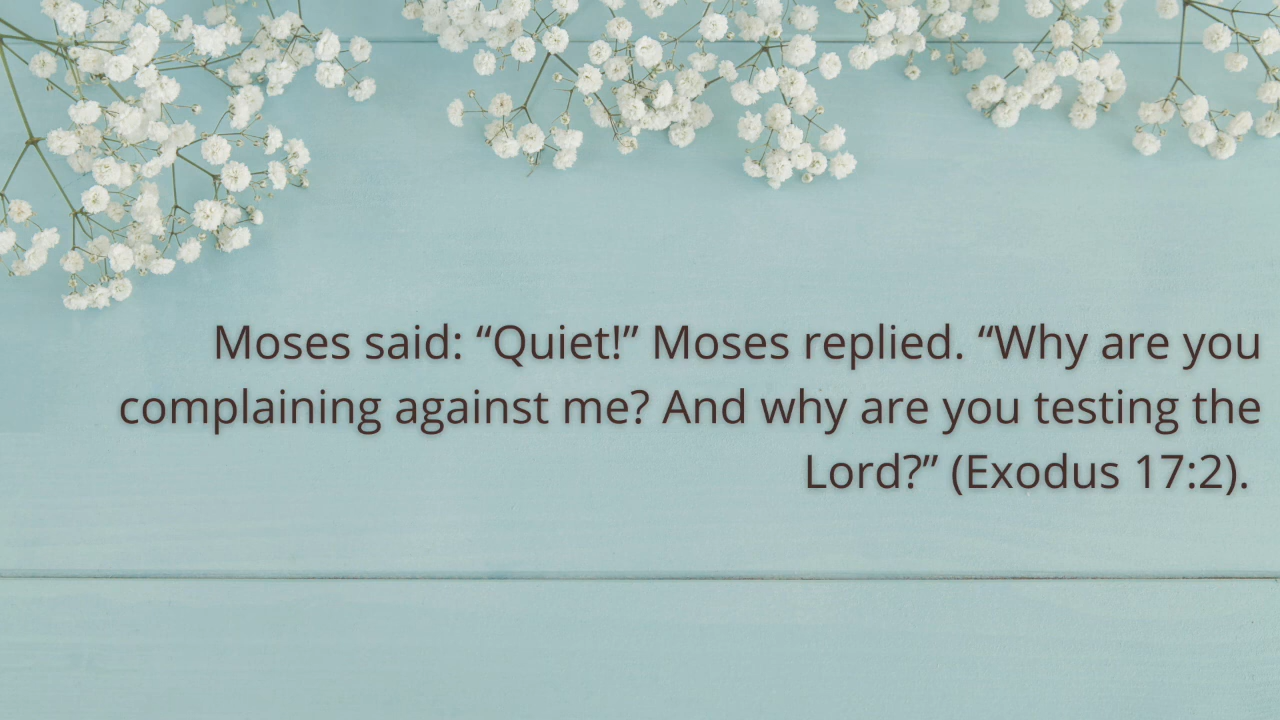 Moses said: “Quiet!” Moses replied. “Why are you
complaining against me? And why are you testing the
Lord?” (Exodus 17:2).